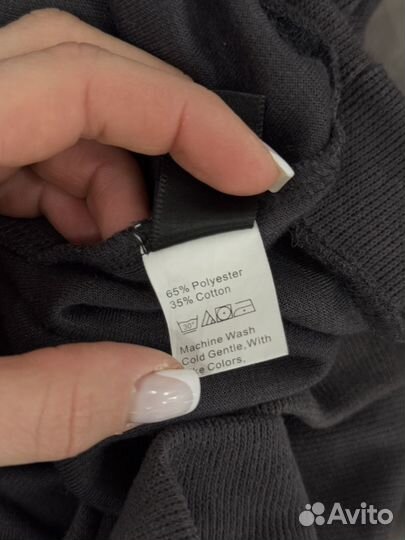 65% Polyester
35% Cotton
30°
Machine Wash
Cold Gentle, With
Colors,
Avito